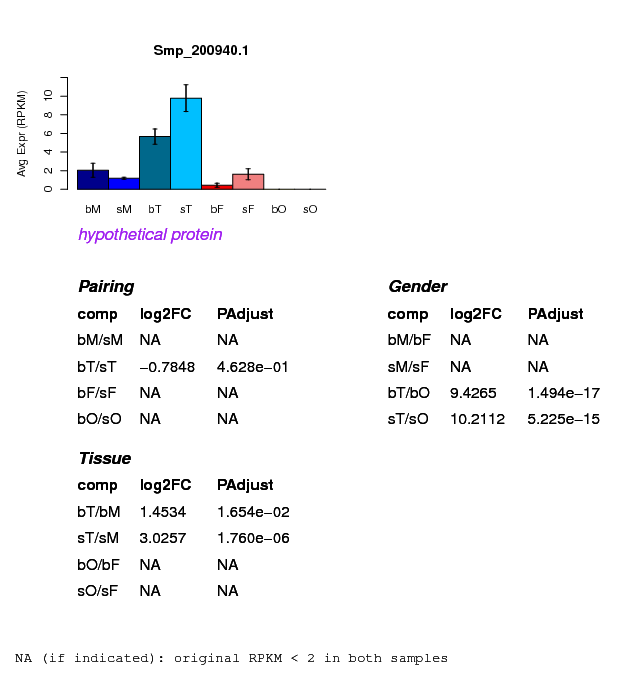 Smp_200940.1
Avg Expr (RPKM)
0 2 4 6 8 10
bM sM bT sT bF sF bO sO
hypothetical protein
Pairing
comp log2FC PAdjust
bM/sM NA NA
bT/sT −0.7848 4.628e−01
bF/sF NA NA
bO/sO NA NA
Gender
comp log2FC PAdjust
bM/bF NA NA
sM/sF NA NA
bT/bO 9.4265 1.494e−17
sT/sO 10.2112 5.225e−15
Tissue
comp log2FC PAdjust
bT/bM 1.4534 1.654e−02
sT/sM 3.0257 1.760e−06
bO/bF NA NA
sO/sF NA NA
NA (if indicated): original RPKM < 2 in both samples